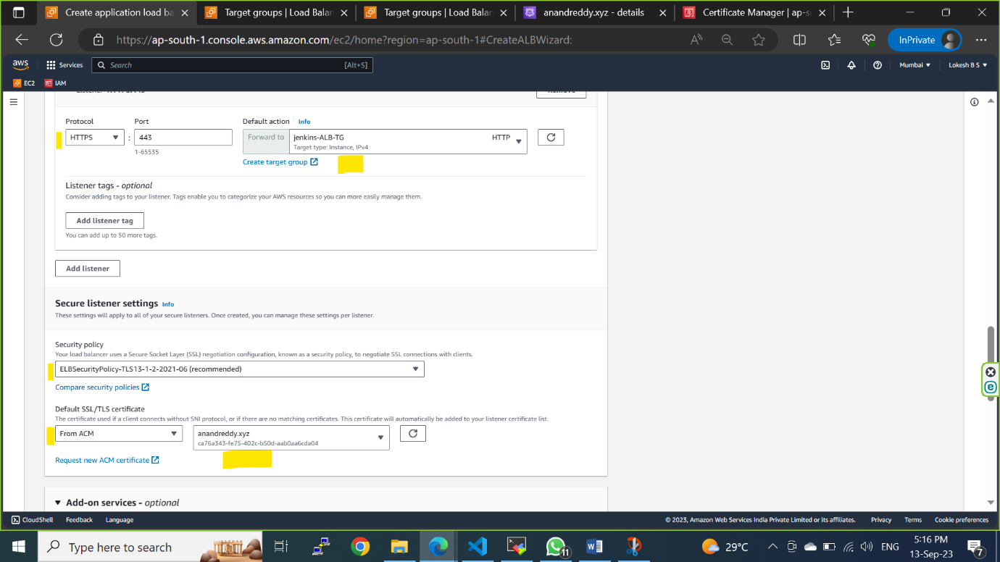 Create application load ba
Target groups | Load Balan
Target groups | Load Balan
anandreddy.xyz - details
Certificate Manager | ap-s
https://ap-south-1.console.aws.amazon.com/ec2/home?region=ap-south-1#CreateALBWizard:
InPrivate
aws
Services
Search
[Alt+S]
Mumbai
Lokesh B S
EC2
IAM
Protocol
Port
Default action
Info
HTTPS
:
443
Forward to
jenkins-ALB-TG
HTTP
Target type: Instance, IPv4
1-65535
Create target group
Listener tags - optional
Consider adding tags to your listener. Tags enable you to categorize your AWS resources so you can more easily manage them.
Add listener tag
You can add up to 50 more tags.
Add listener
Secure listener settings Info
These settings will apply to all of your secure listeners. Once created, you can manage these settings per listener.
Security policy
Your load balancer uses a Secure Socket Layer (SSL) negotiation configuration, known as a security policy, to negotiate SSL connections with clients.
ELBSecurityPolicy-TLS13-1-2-2021-06 (recommended)
Compare security policies
Default SSL/TLS certificate
The certificate used if a client connects without SNI protocol, or if there are no matching certificates. This certificate will automatically be added to your listener certificate list.
From ACM
anandreddy.xyz
ca76a343-fe75-402c-b50d-aab0aa6cda04
Request new ACM certificate
Add-on services - optional
CloudShell
Feedback
Language
© 2023, Amazon Web Services India Private Limited or its affiliates.
Privacy
Terms
Cookie preferences
Type here to search
11
29°C
ENG
5:16 PM
13-Sep-23
7